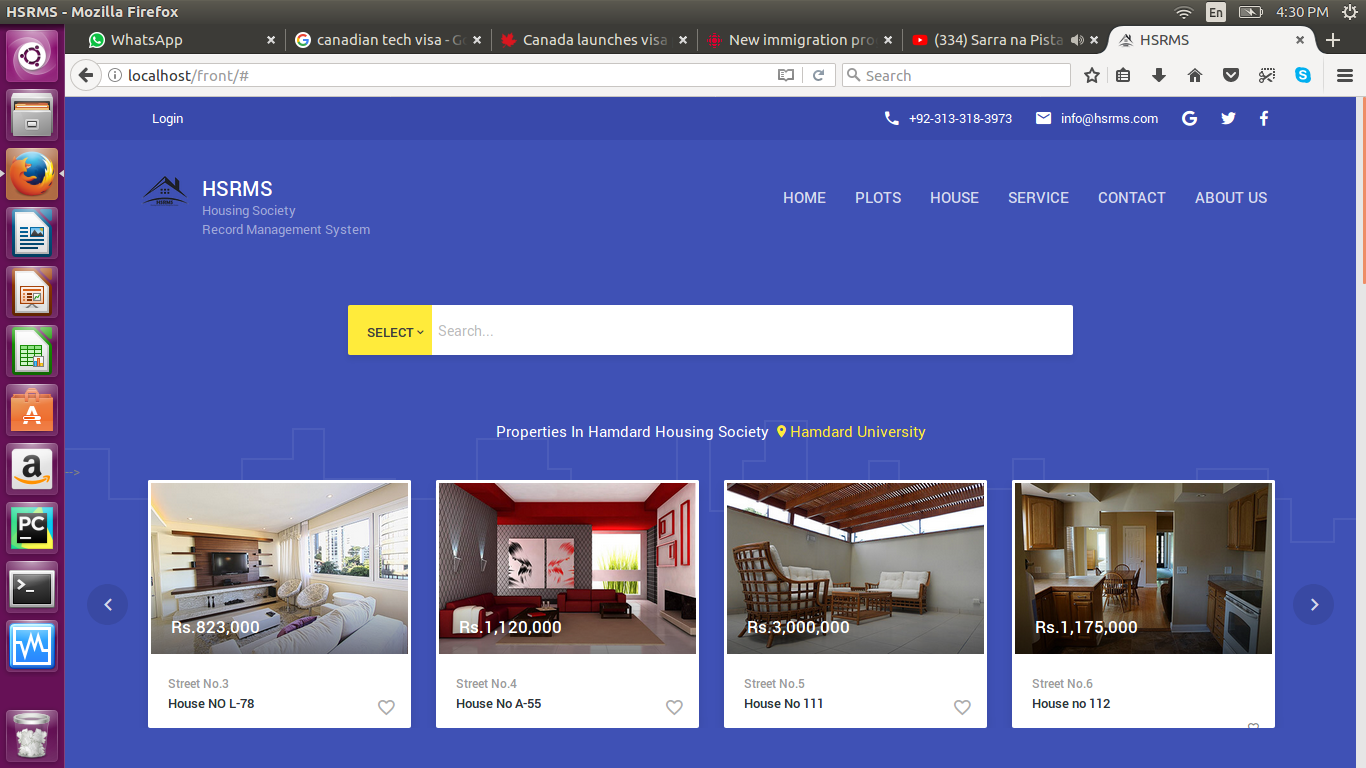 HSRMS - Mozilla Firefox
En
4:30 PM
WhatsApp
canadian tech visa - G
Canada launches visa
New immigration pro
(334) Sarra na Pista
HSRMS
localhost/front/#
Search
Login
+92-313-318-3973
info@hsrms.com
HSRMS
Housing Society
Record Management System
HOME
PLOTS
HOUSE
SERVICE
CONTACT
ABOUT US
SELECT
Search...
Properties In Hamdard Housing Society Hamdard University
-->
Rs.823,000
Street No.3
House NO L-78
Rs.1,120,000
Street No.4
House No A-55
Rs.3,000,000
Street No.5
House No 111
Rs.1,175,000
Street No.6
House no 112
PC